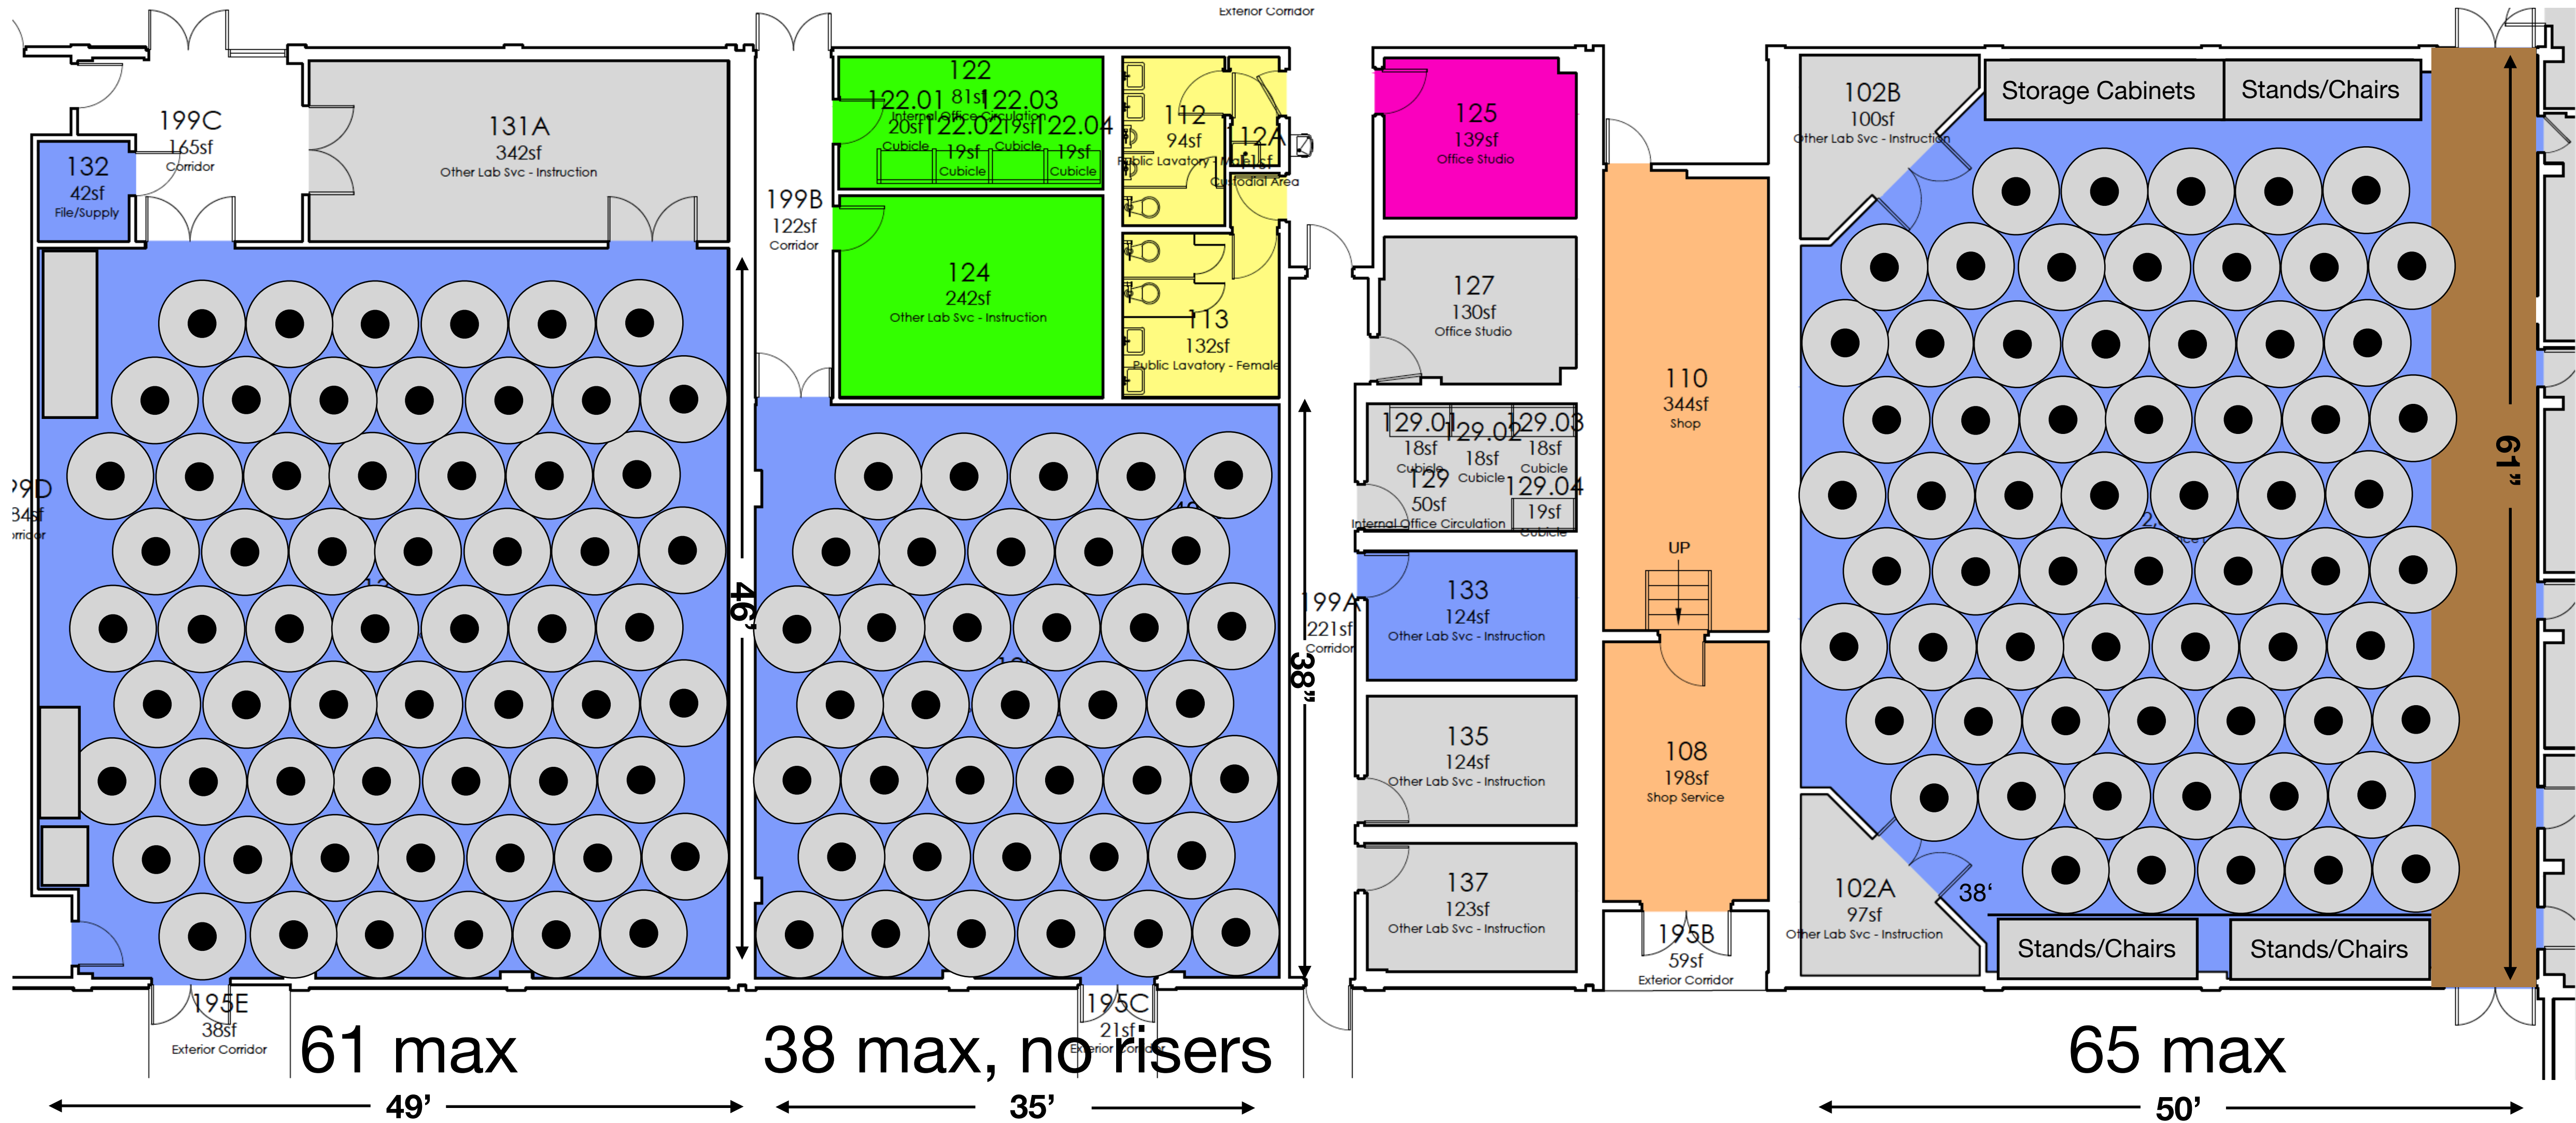 Exterior Corridor
199C
165sf
Corridor
132
42sf
File/Supply
131A
342sf
Other Lab Svc - Instruction
199B
122sf
Corridor
122
81sf
Internal Office Circulation
122.01
20sf
Cubicle
122.02
19sf
Cubicle
122.03
19sf
Cubicle
122.04
19sf
Cubicle
124
242sf
Other Lab Svc - Instruction
112
94sf
Public Lavatory - Male
12A
Custodial Area
113
132sf
Public Lavatory - Female
125
139sf
Office Studio
127
130sf
Office Studio
129.01
18sf
Cubicle
129.02
18sf
Cubicle
129.03
18sf
Cubicle
129
50sf
Internal Office Circulation
129.04
19sf
Cubicle
133
124sf
Other Lab Svc - Instruction
135
124sf
Other Lab Svc - Instruction
137
123sf
Other Lab Svc - Instruction
199A
221sf
Corridor
110
344sf
Shop
UP
108
198sf
Shop Service
195B
59sf
Exterior Corridor
102B
100sf
Other Lab Svc - Instruction
Storage Cabinets
Stands/Chairs
102A
97sf
Other Lab Svc - Instruction
38‘
Stands/Chairs
Stands/Chairs
46’
38”
61”
99D
34sf
orridor
195E
38sf
Exterior Corridor
195C
21sf
Exterior Corridor
61 max
38 max, no risers
65 max
49’
35’
50’